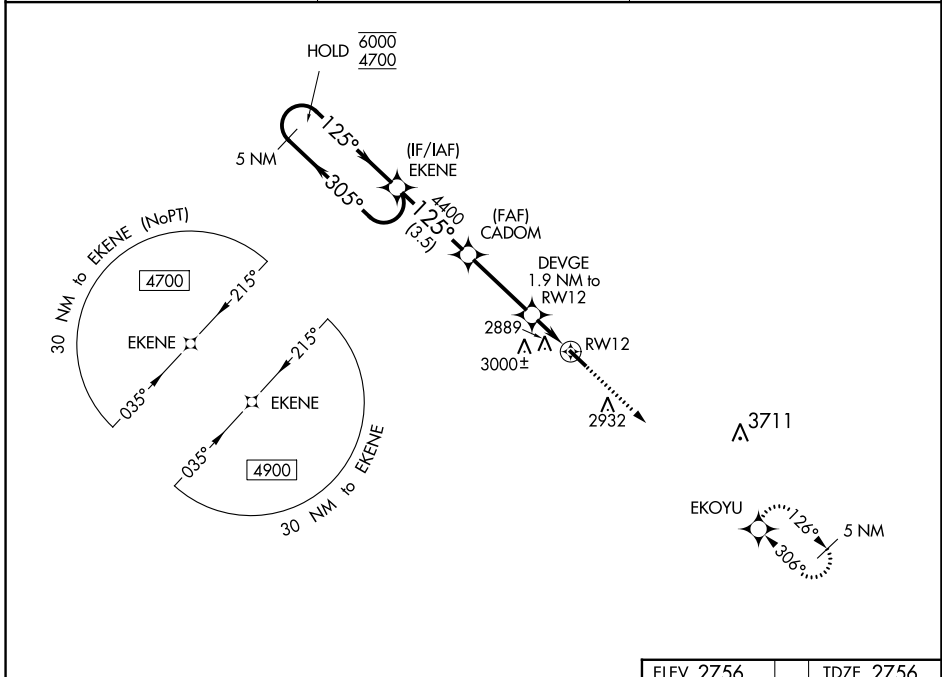 HOLD 6000
4700
125°
5 NM
305°
(IF/IAF)
EKENE
4400
125°
(3.5)
(FAF)
CADOM
DEVGE
1.9 NM to
RW12
2889
3000±
RW12
2932
3711
30 NM to EKENE (NoPT)
4700
215°
EKENE
035°
215°
EKENE
035°
4900
30 NM to EKENE
EKOYU
126°
5 NM
306°
ELEV 2756
TDZE 2756